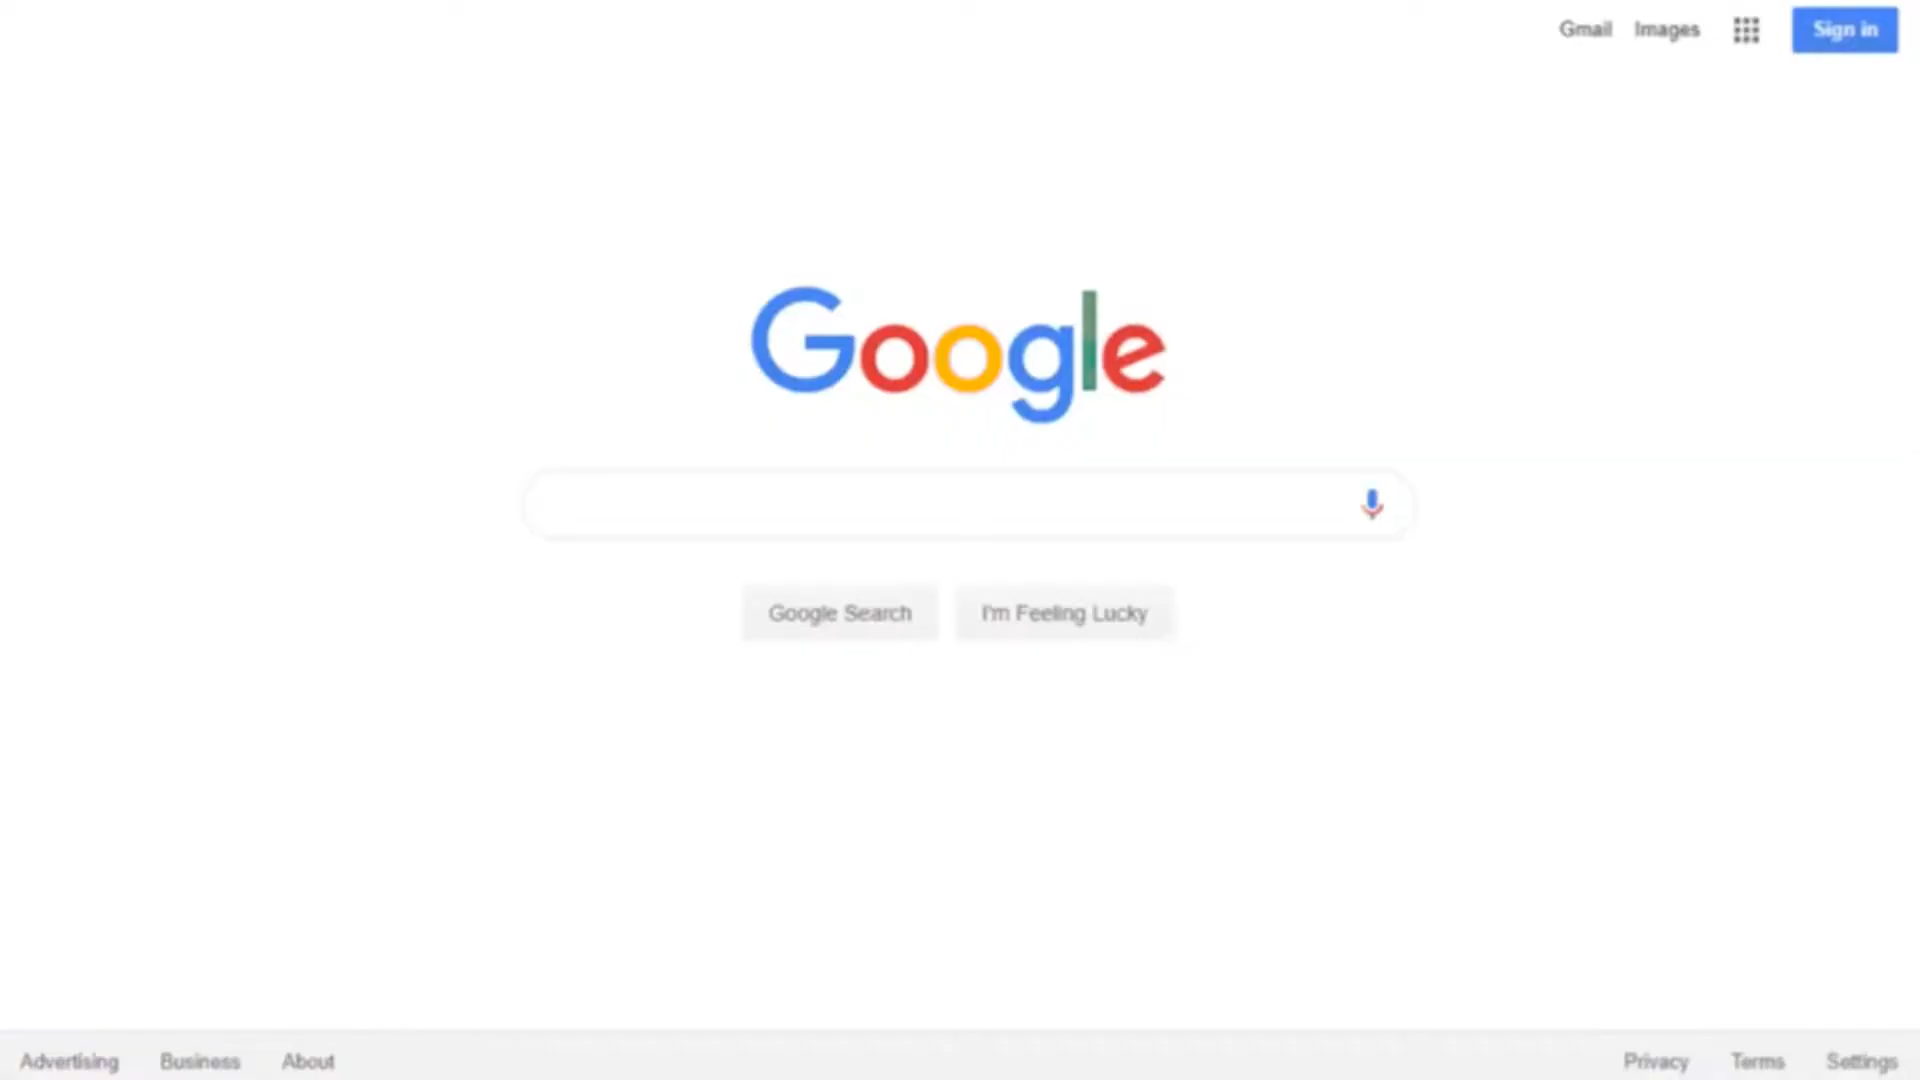 Gmail Images Sign in
Google
Google Search I'm Feeling Lucky
Advertising Business About Privacy Terms Settings